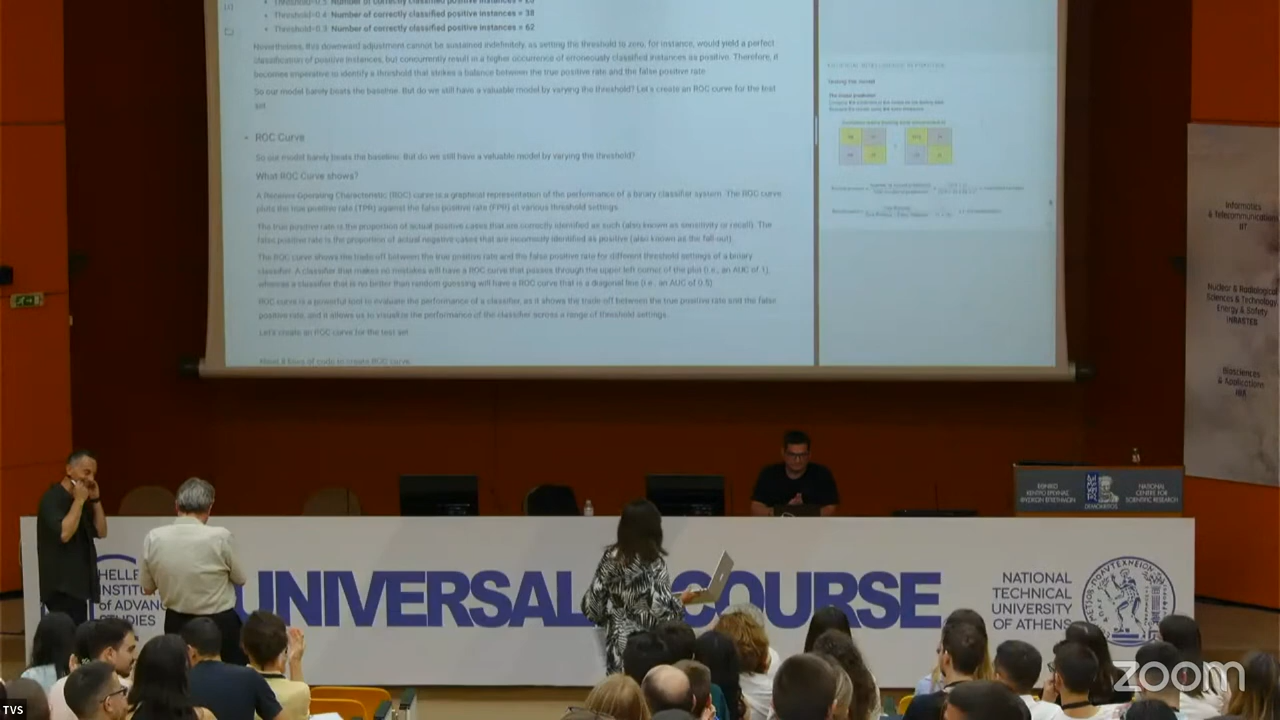 Threshold=0.4 Number of correctly classified positive instances = 38
Threshold=0.3 Number of correctly classified positive instances = 62
Nevertheless, this downward adjustment cannot be sustained indefinitely, as setting the threshold to zero, for instance, would yield a perfect
classification of positive instances, but concurrently result in a higher occurrence of erroneously classified instances as positive. Therefore, it
becomes imperative to identify a threshold that strikes a balance between the true positive rate and the false positive rate.
So our model barely beats the baseline. But do we still have a valuable model by varying the threshold? Let's create an ROC curve for the test
set.
ROC Curve
So our model barely beats the baseline. But do we still have a valuable model by varying the threshold?
What ROC Curve shows?
A Receiver Operating Characteristic (ROC) curve is a graphical representation of the performance of a binary classifier system. The ROC curve
plots the true positive rate (TPR) against the false positive rate (FPR) at various threshold settings.
The true positive rate is the proportion of actual positive cases that are correctly identified as such (also known as sensitivity or recall). The
false positive rate is the proportion of actual negative cases that are incorrectly identified as positive (also known as the fall-out).
The ROC curve shows the trade-off between the true positive rate and the false positive rate for different threshold settings of a binary
classifier. A classifier that makes no mistakes will have a ROC curve that passes through the upper left corner of the plot (i.e., an AUC of 1),
whereas a classifier that is no better than random guessing will have a ROC curve that is a diagonal line (i.e., an AUC of 0.5).
ROC curve is a powerful tool to evaluate the performance of a classifier, as it shows the trade-off between the true positive rate and the false
positive rate, and it allows us to visualize the performance of the classifier across a range of threshold settings.
Let's create an ROC curve for the test set.
Informatics
& Telecommunications
IIT
Nuclear & Radiological
Sciences & Technology,
Energy & Safety
INRASTES
Biosciences
& Applications
IBA
ΕΘΝΙΚΟ
ΚΕΝΤΡΟ ΕΡΕΥΝΑΣ
ΦΥΣΙΚΩΝ ΕΠΙΣΤΗΜΩΝ
DEMOKRITOS
NATIONAL
CENTRE FOR
SCIENTIFIC RESEARCH
HELLE
INSTITU
of ADVANC
STUDIES
UNIVERSAL COURSE
NATIONAL
TECHNICAL
UNIVERSITY
OF ATHENS
zoom
TVS